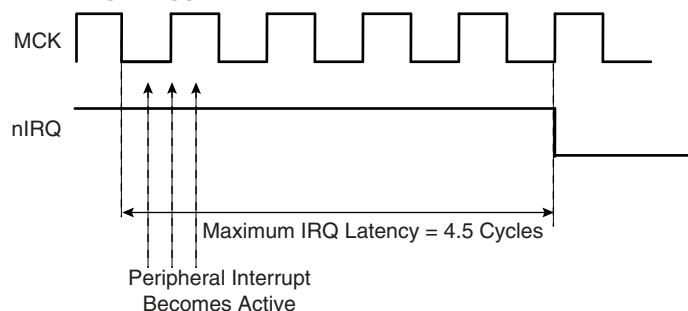 MCK
nIRQ
Maximum IRQ Latency = 4.5 Cycles
Peripheral Interrupt
Becomes Active